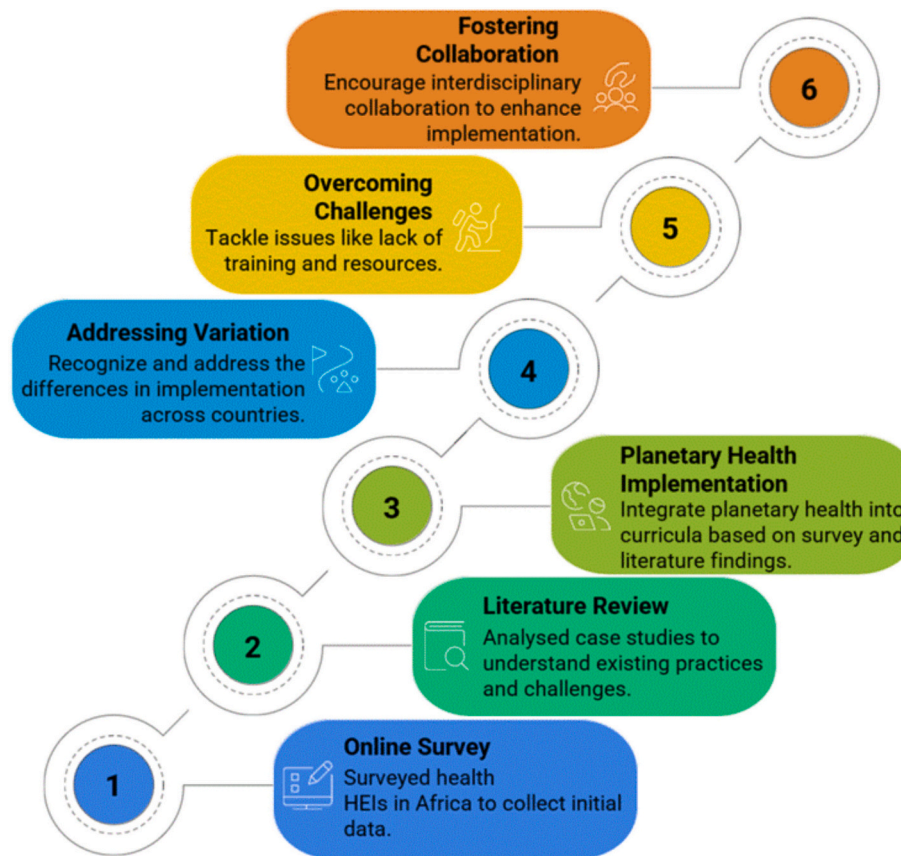 Fostering
Collaboration
Encourage interdisciplinary
collaboration to enhance
implementation.
6
Overcoming
Challenges
Tackle issues like lack of
training and resources.
5
Addressing Variation
Recognize and address the
differences in implementation
across countries.
4
Planetary Health
Implementation
Integrate planetary health into
curricula based on survey and
literature findings.
3
Literature Review
Analysed case studies to
understand existing practices
and challenges.
2
Online Survey
Surveyed health
HEIs in Africa to collect initial
data.
1